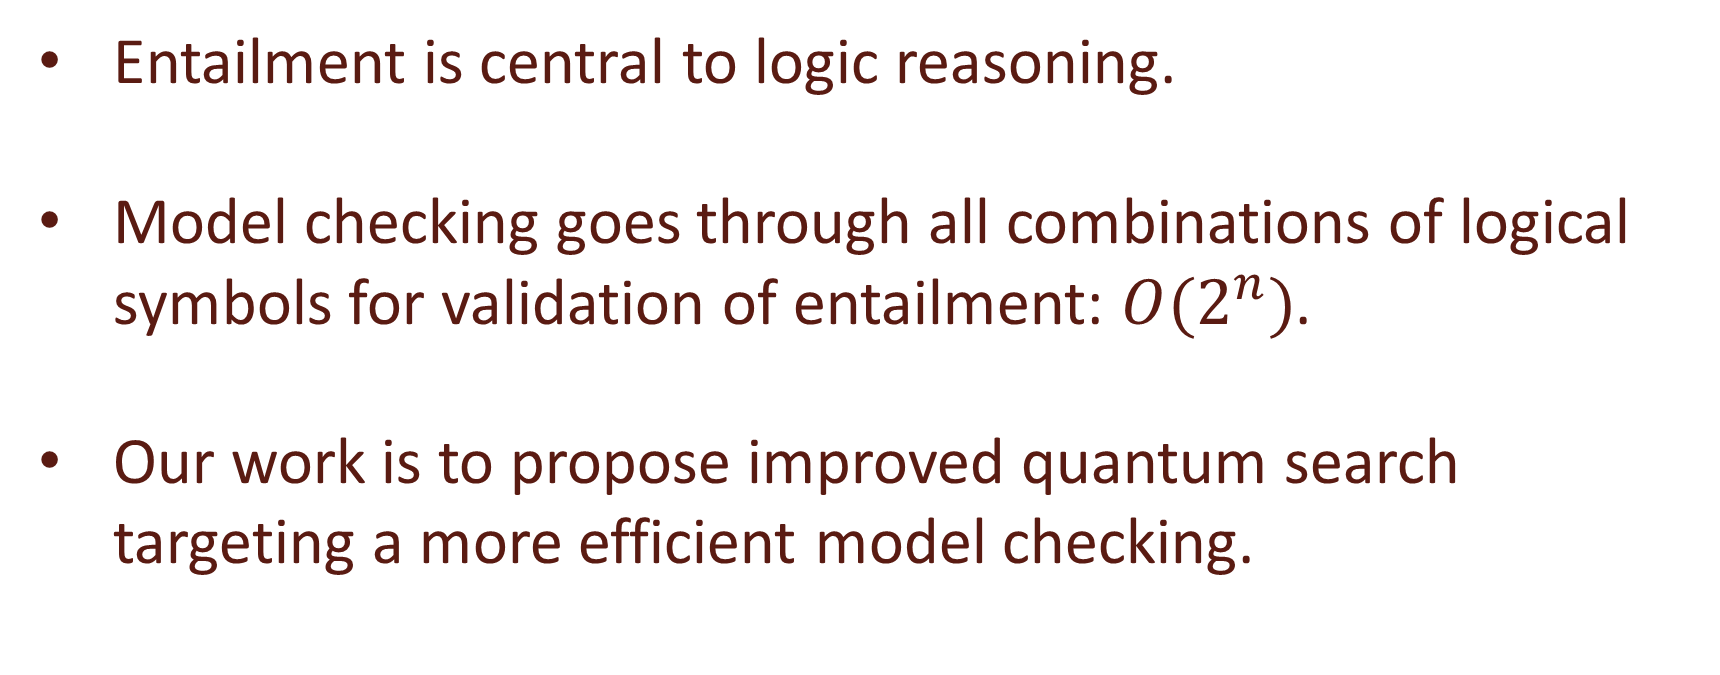 • Entailment is central to logic reasoning.
• Model checking goes through all combinations of logical
symbols for validation of entailment: O(2ⁿ).
• Our work is to propose improved quantum search
targeting a more efficient model checking.